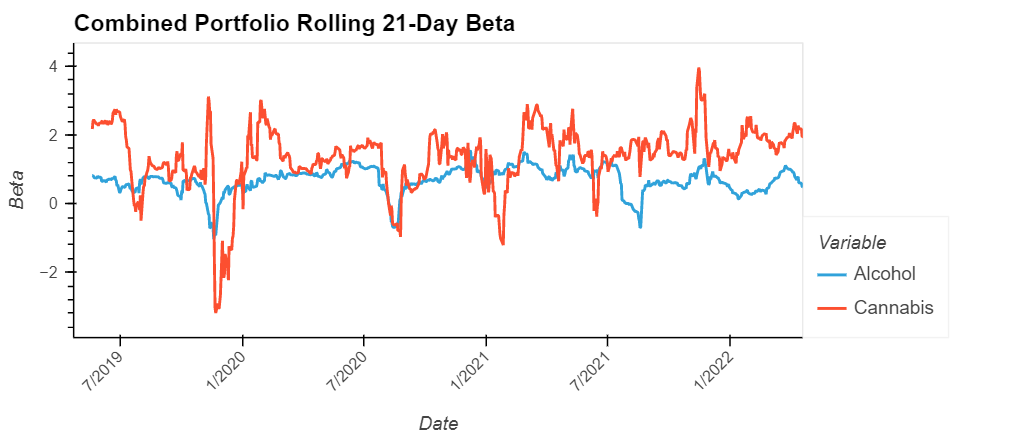 Combined Portfolio Rolling 21-Day Beta
4
2
0
−2
Beta
7/2019
1/2020
7/2020
1/2021
7/2021
1/2022
Date
Variable
Alcohol
Cannabis